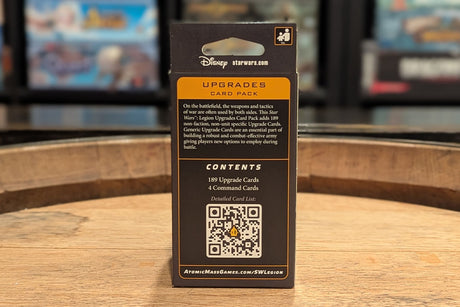 Disney starwars.com
UPGRADES
CARD PACK
On the battlefield, the weapons and tactics
of war are often used by both sides. This Star
Wars™: Legion Upgrades Card Pack adds 189
non-faction, non-unit specific Upgrade Cards.
Generic Upgrade Cards are an essential part of
building a robust and combat-effective army
giving players new options to employ during
battle.
CONTENTS
189 Upgrade Cards
4 Command Cards
Detailed Card List:
AtomicMassGames.com/SWLegion